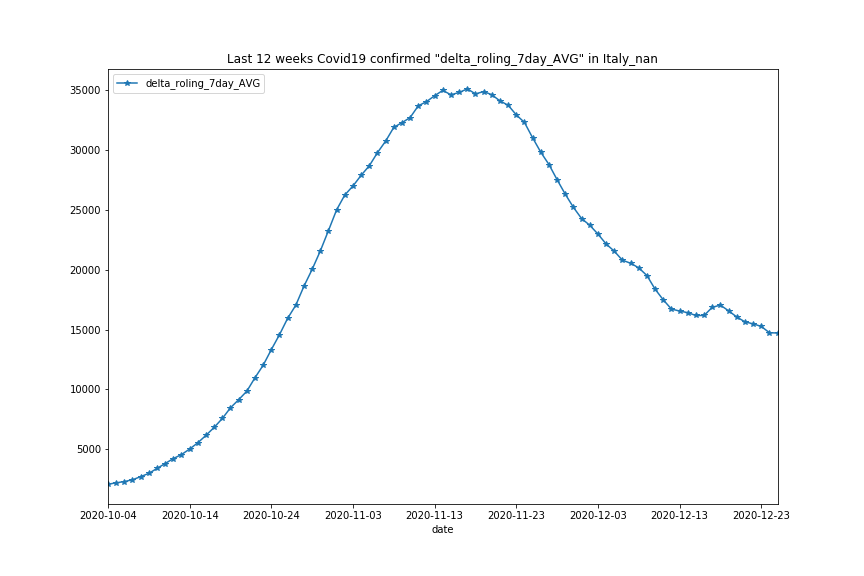 Last 12 weeks Covid19 confirmed "delta_roling_7day_AVG" in Italy_nan
delta_roling_7day_AVG
35000
30000
25000
20000
15000
10000
5000
2020-10-04 2020-10-14 2020-10-24 2020-11-03 2020-11-13 2020-11-23 2020-12-03 2020-12-13 2020-12-23
date